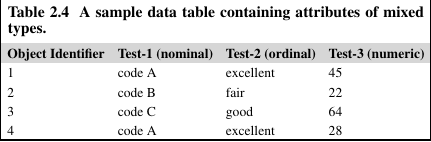 Table 2.4 A sample data table containing attributes of mixed
types.
Object Identifier Test-1 (nominal) Test-2 (ordinal) Test-3 (numeric)
1 code A excellent 45
2 code B fair 22
3 code C good 64
4 code A excellent 28